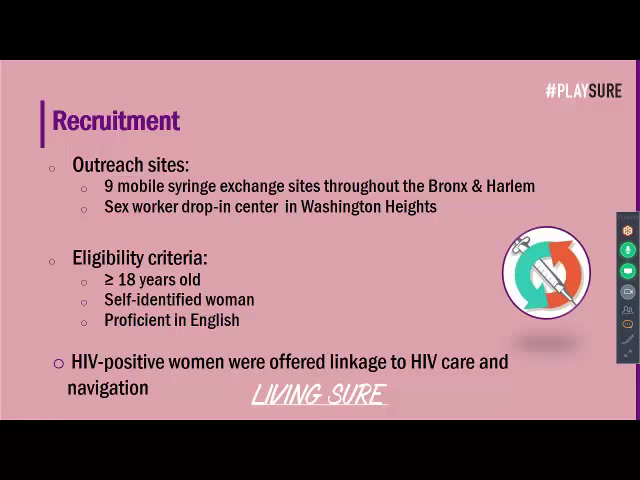 #PLAYSURE
Recruitment
Outreach sites:
9 mobile syringe exchange sites throughout the Bronx & Harlem
Sex worker drop-in center in Washington Heights
Eligibility criteria:
≥ 18 years old
Self-identified woman
Proficient in English
HIV-positive women were offered linkage to HIV care and
navigation
LIVING SURE